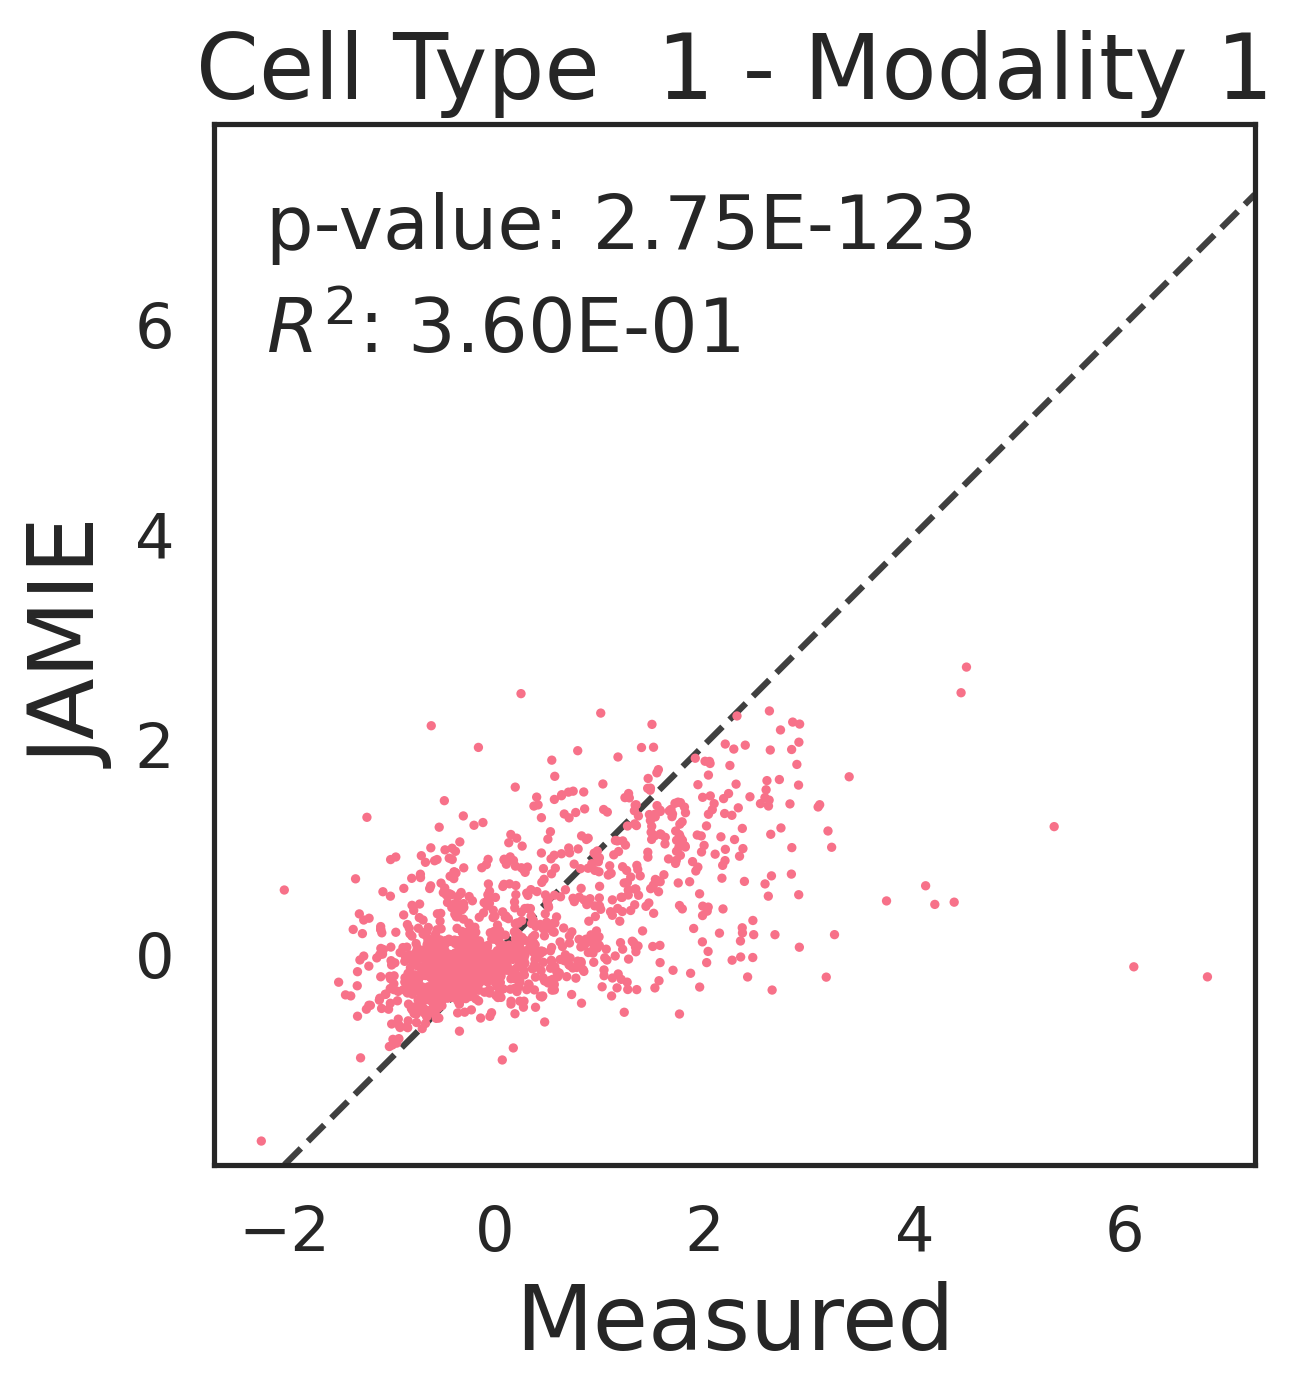 Cell Type  1 - Modality 1
p-value: 2.75E-123
R²: 3.60E-01
6
4
2
0
JAMIE
−2 0 2 4 6
Measured